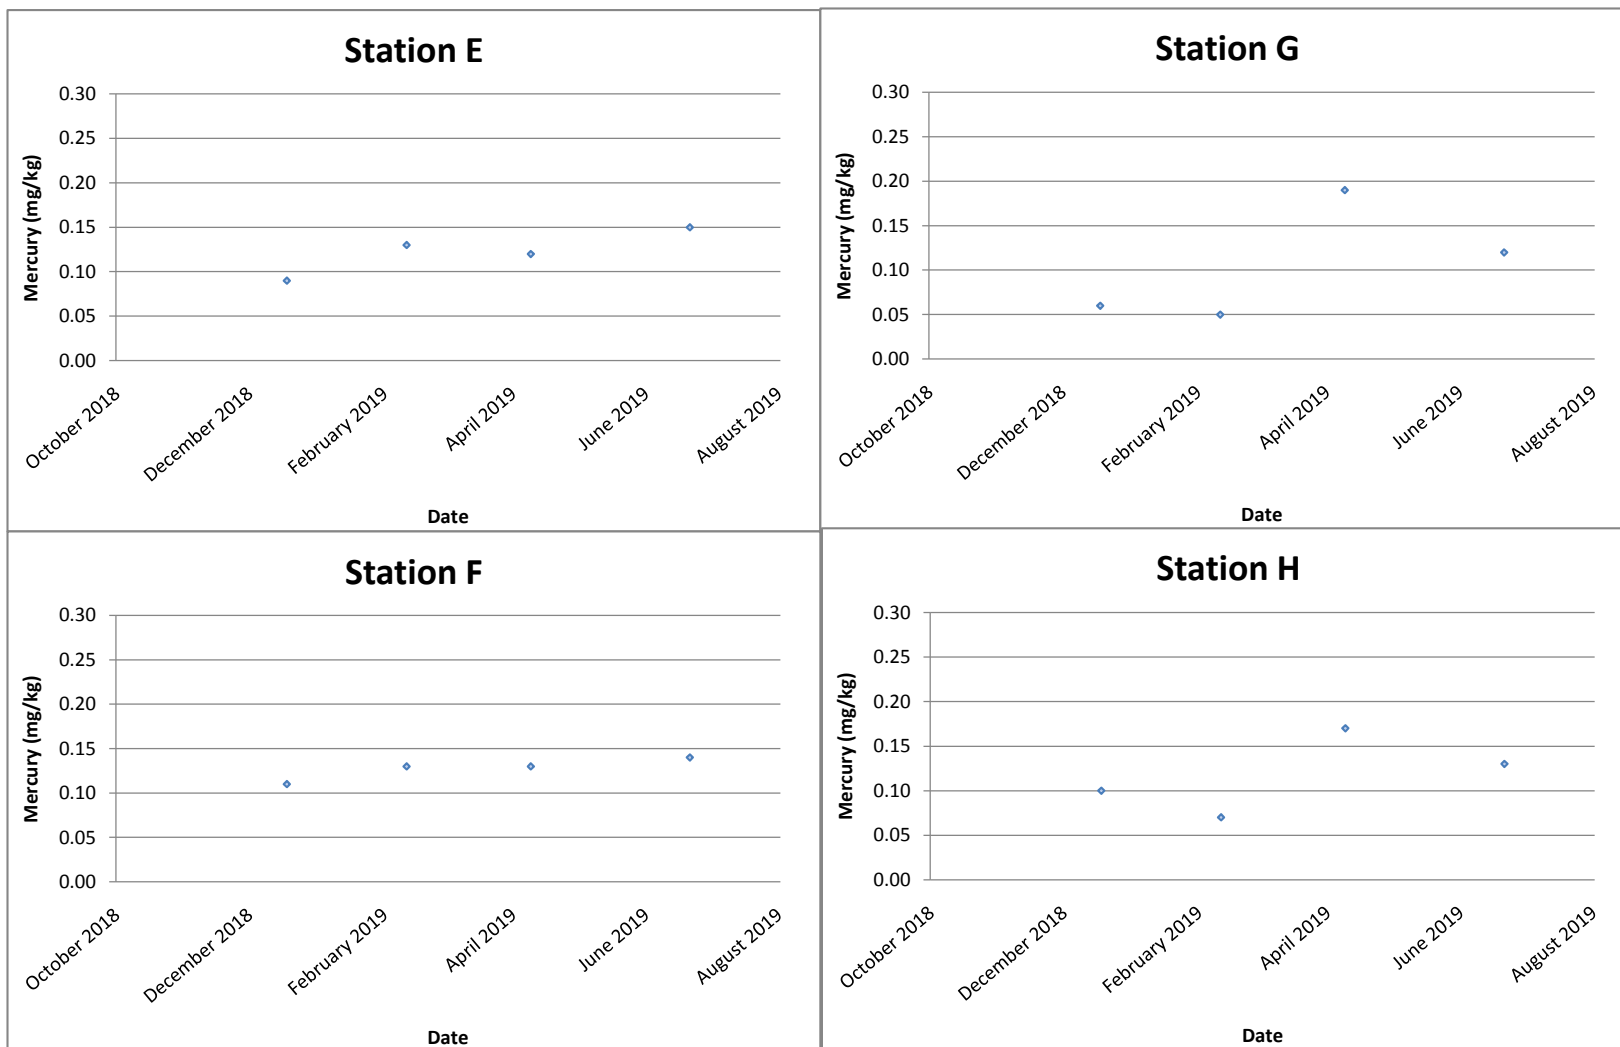 Station E
Mercury (mg/kg)
0.30
0.25
0.20
0.15
0.10
0.05
0.00
October 2018
December 2018
February 2019
April 2019
June 2019
August 2019
Date
Station G
Mercury (mg/kg)
0.30
0.25
0.20
0.15
0.10
0.05
0.00
October 2018
December 2018
February 2019
April 2019
June 2019
August 2019
Date
Station F
Mercury (mg/kg)
0.30
0.25
0.20
0.15
0.10
0.05
0.00
October 2018
December 2018
February 2019
April 2019
June 2019
August 2019
Date
Station H
Mercury (mg/kg)
0.30
0.25
0.20
0.15
0.10
0.05
0.00
October 2018
December 2018
February 2019
April 2019
June 2019
August 2019
Date